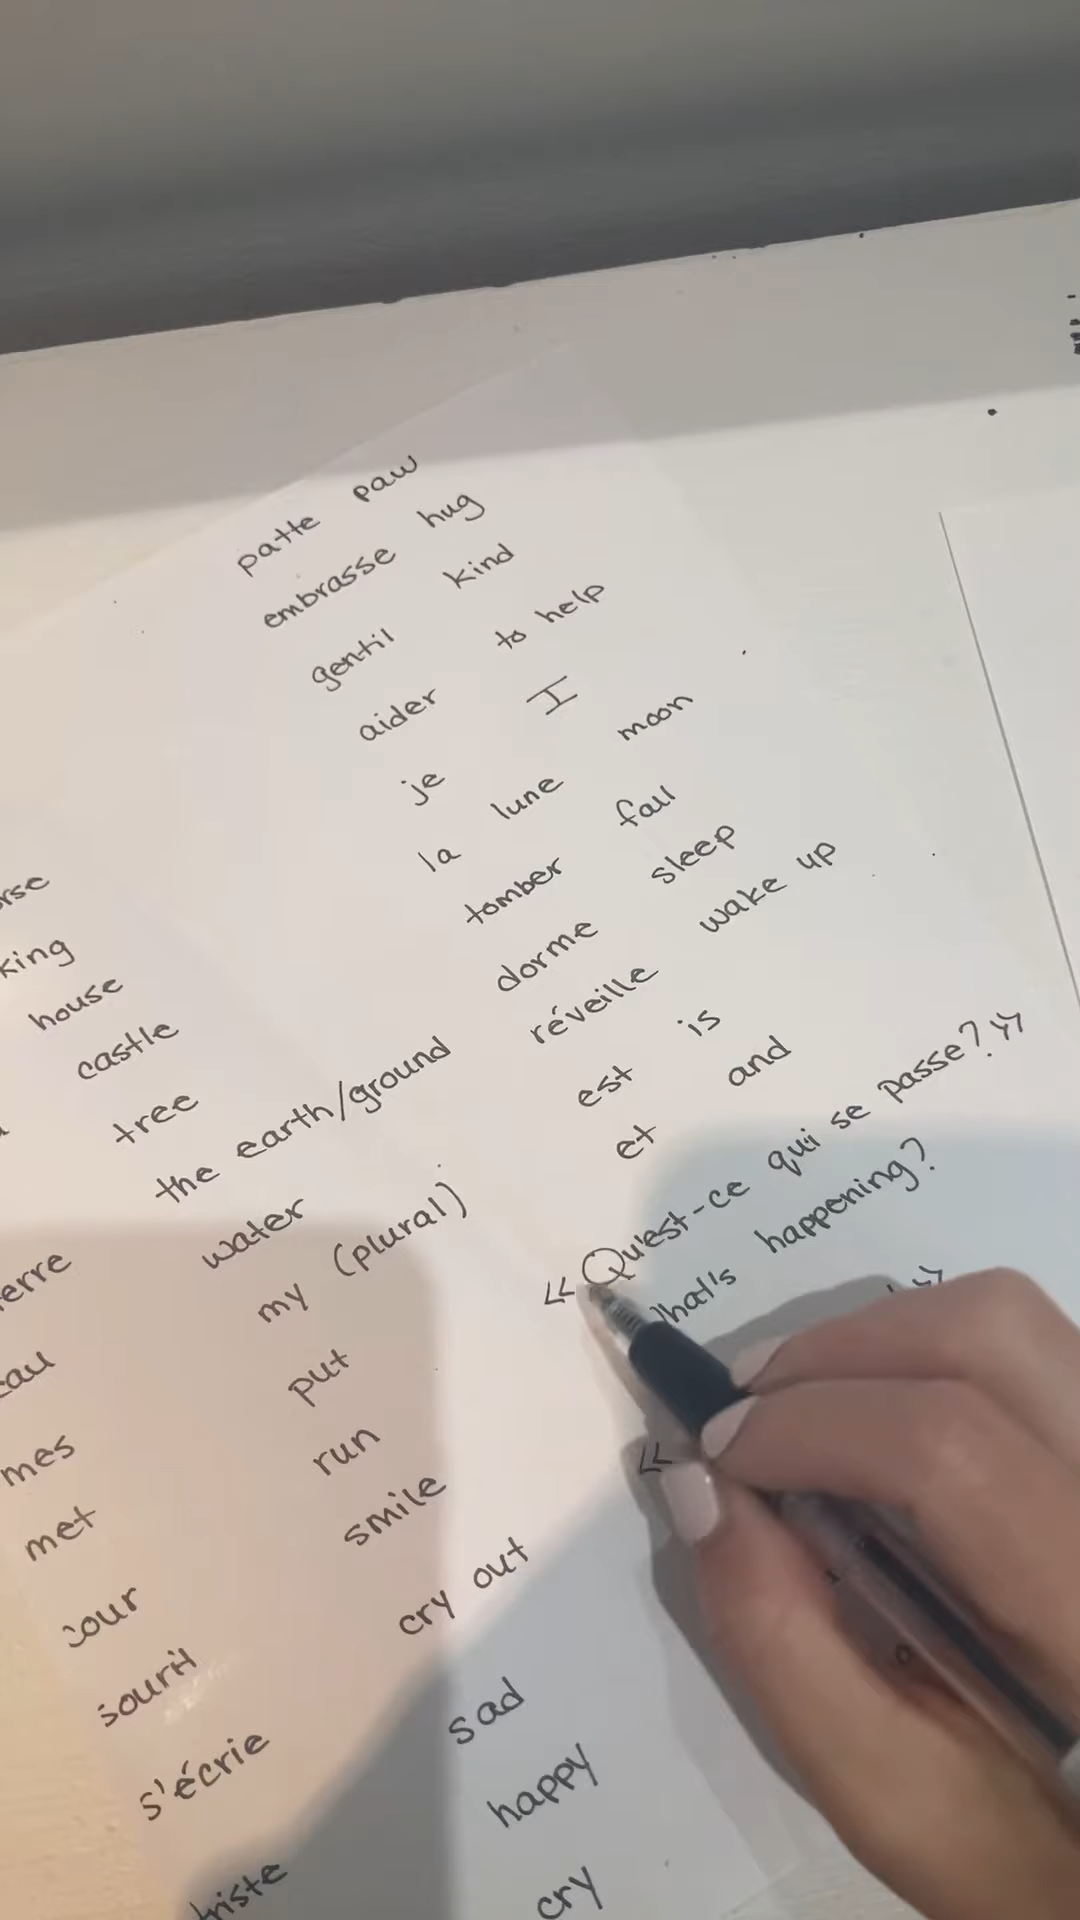 patte paw
embrasse hug
gentil kind
aider to help
je I
la lune moon
tomber fall
dorme sleep
réveille wake up
est is
et and
« Qu'est-ce qui se passe? »
happening?
king
house
castle
tree
the earth/ground
water
mes my (plural)
met put
run
sourit smile
s'écrie cry out
triste sad
happy
cry